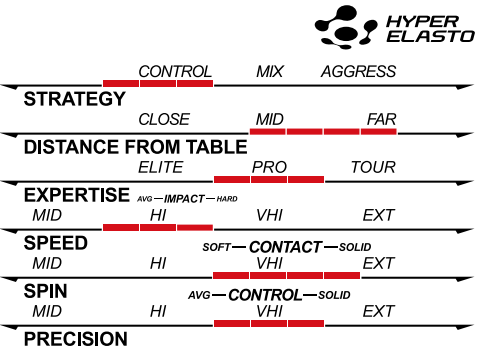 HYPER
ELASTO
CONTROL MIX AGGRESS
STRATEGY
CLOSE MID FAR
DISTANCE FROM TABLE
ELITE PRO TOUR
EXPERTISE AVG—IMPACT—HARD
MID HI VHI EXT
SPEED SOFT—CONTACT—SOLID
MID HI VHI EXT
SPIN AVG—CONTROL—SOLID
MID HI VHI EXT
PRECISION